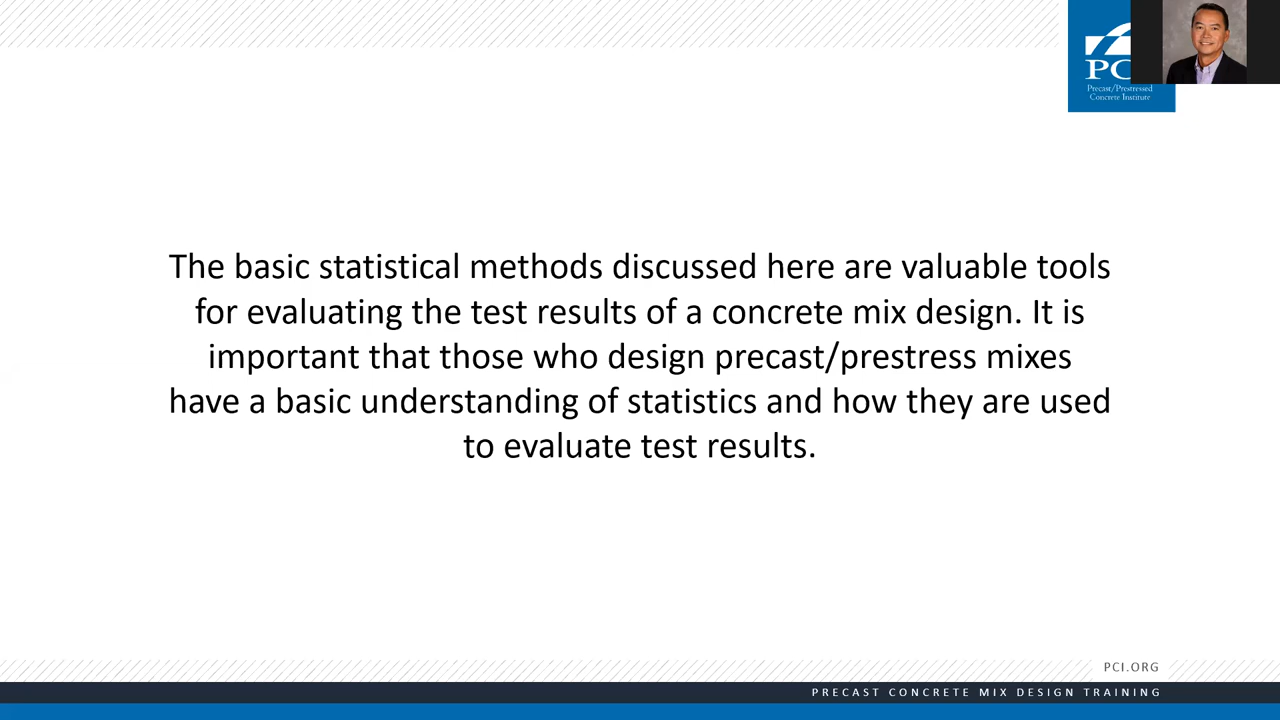 Precast/Prestressed
Concrete Institute
The basic statistical methods discussed here are valuable tools
for evaluating the test results of a concrete mix design. It is
important that those who design precast/prestress mixes
have a basic understanding of statistics and how they are used
to evaluate test results.
PCI.ORG
PRECAST CONCRETE MIX DESIGN TRAINING